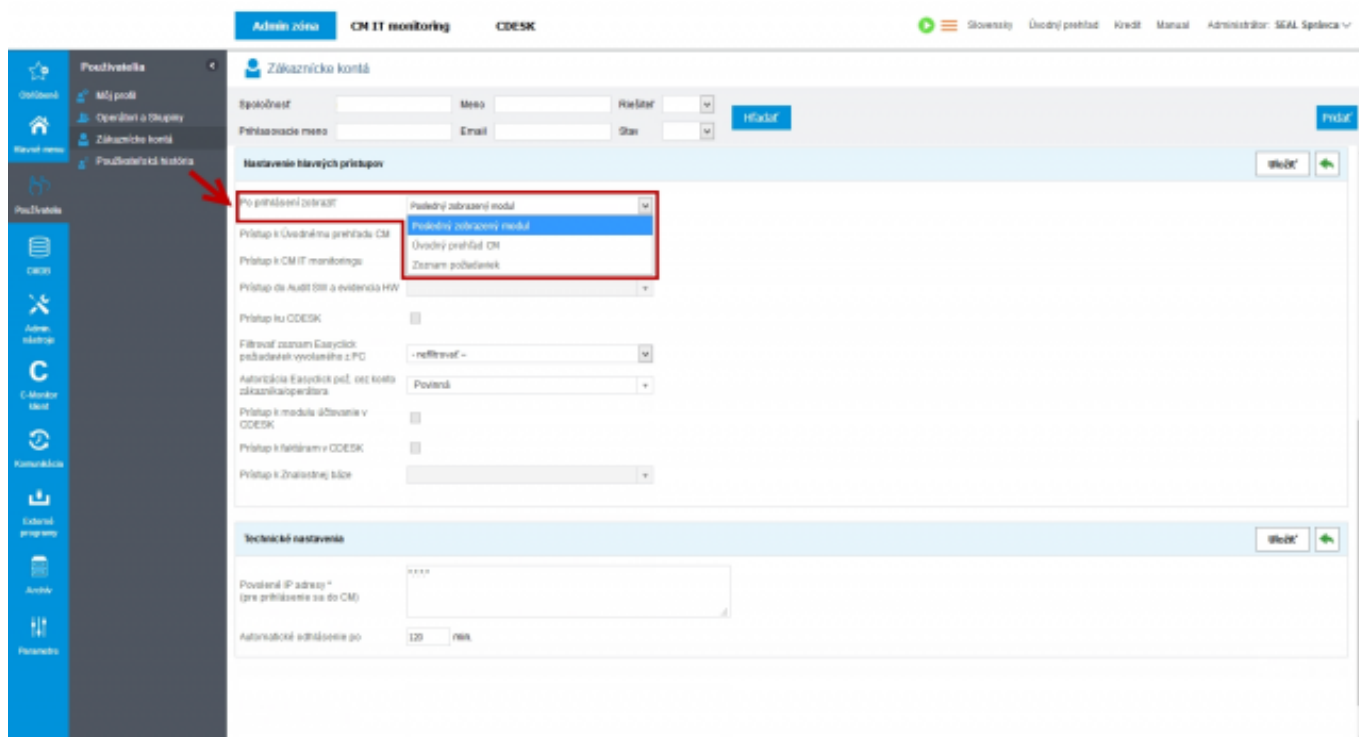 Admin zóna CM IT monitoring CDESK
Slovensky Úvodný prehľad Kredit Manual Administrátor: SEAL Správca
Obľúbené
Hlavné menu
Používatelia
CMDB
Admin. nástroje
C-Monitor klient
Komunikácia
Externé programy
Archív
Parametre
Používatelia
Môj profil
Operátori a Skupiny
Zákaznícke kontá
Používateľská história
Zákaznícke kontá
Spoločnosť Meno Riešiteľ
Hľadať Pridať
Prihlasovacie meno Email Stav
Nastavenie hlavných prístupov Uložiť
Po prihlásení zobraziť Posledný zobrazený modul
Posledný zobrazený modul
Úvodný prehľad CM
Zoznam požiadaviek
Prístup k Úvodnému prehľadu CM
Prístup k CM IT monitoringu
Prístup do Audit SW a evidencia HW
Prístup ku CDESK
Filtrovať zoznam Easyclick
požiadaviek vyvolaného z PC - nefiltrovať -
Autorizácia Easyclick pož. cez konto
zákazníka/operátora Povinná
Prístup k modulu účtovanie v
CDESK
Prístup k faktúram v CDESK
Prístup k Znalostnej báze
Technické nastavenia Uložiť
Povolené IP adresy *
(pre prihlásenie sa do CM) *.*.*.*
Automatické odhlásenie po 120 min.